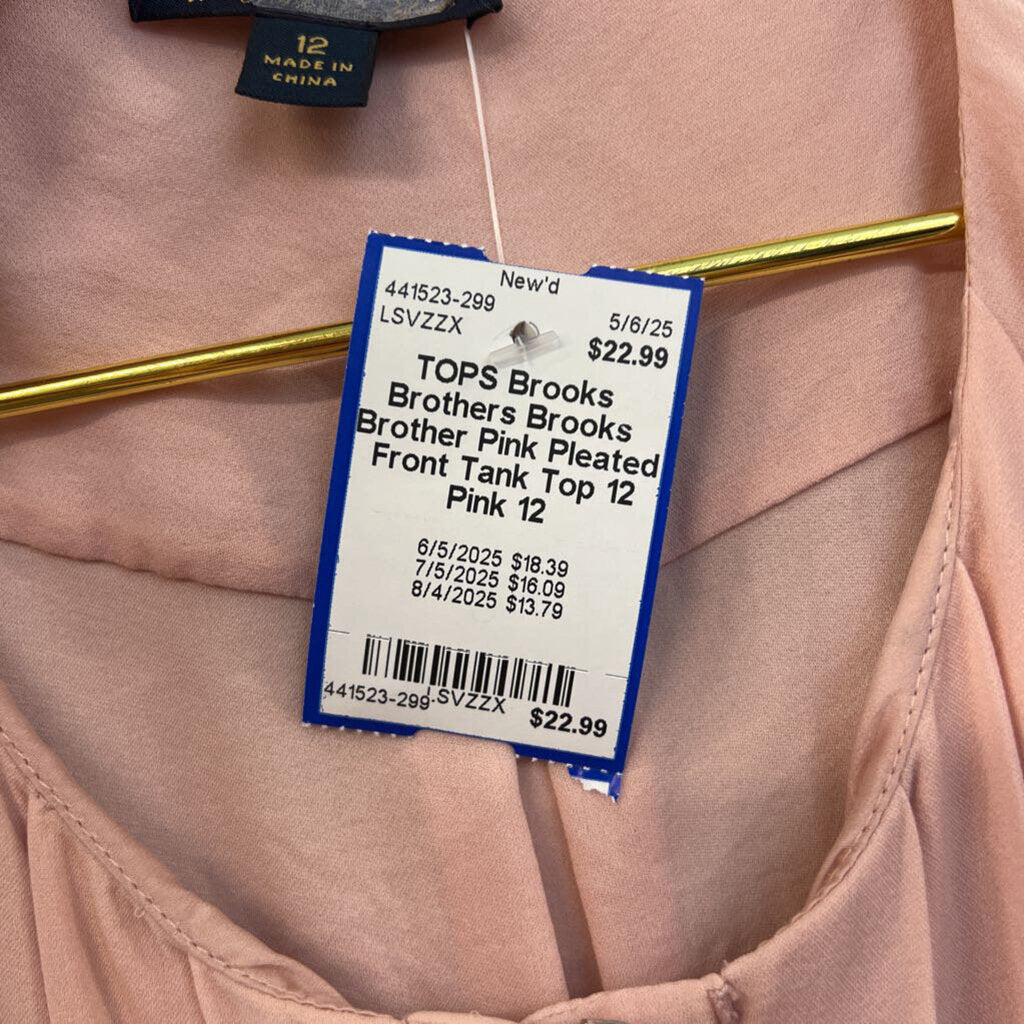 12
MADE IN
CHINA
New'd
441523-299
LSVZZX
5/6/25
$22.99
TOPS Brooks
Brothers Brooks
Brother Pink Pleated
Front Tank Top 12
Pink 12
6/5/2025 $18.39
7/5/2025 $16.09
8/4/2025 $13.79
441523-299-LSVZZX
$22.99